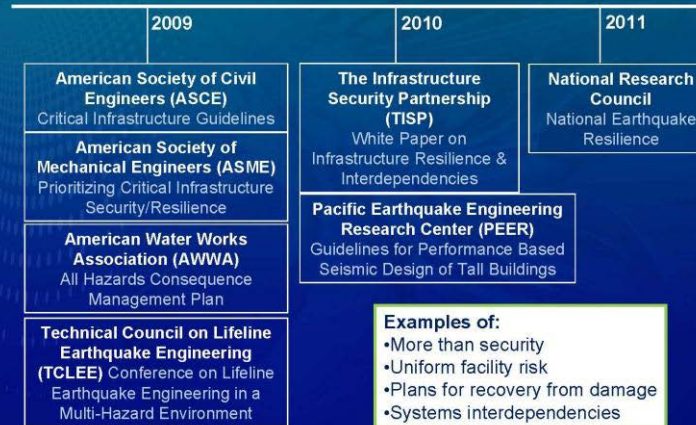 2009
2010
2011
American Society of Civil
Engineers (ASCE)
Critical Infrastructure Guidelines
American Society of
Mechanical Engineers (ASME)
Prioritizing Critical Infrastructure
Security/Resilience
American Water Works
Association (AWWA)
All Hazards Consequence
Management Plan
Technical Council on Lifeline
Earthquake Engineering
(TCLEE) Conference on Lifeline
Earthquake Engineering in a
Multi-Hazard Environment
The Infrastructure
Security Partnership
(TISP)
White Paper on
Infrastructure Resilience &
Interdependencies
Pacific Earthquake Engineering
Research Center (PEER)
Guidelines for Performance Based
Seismic Design of Tall Buildings
National Research
Council
National Earthquake
Resilience
Examples of:
•More than security
•Uniform facility risk
•Plans for recovery from damage
•Systems interdependencies